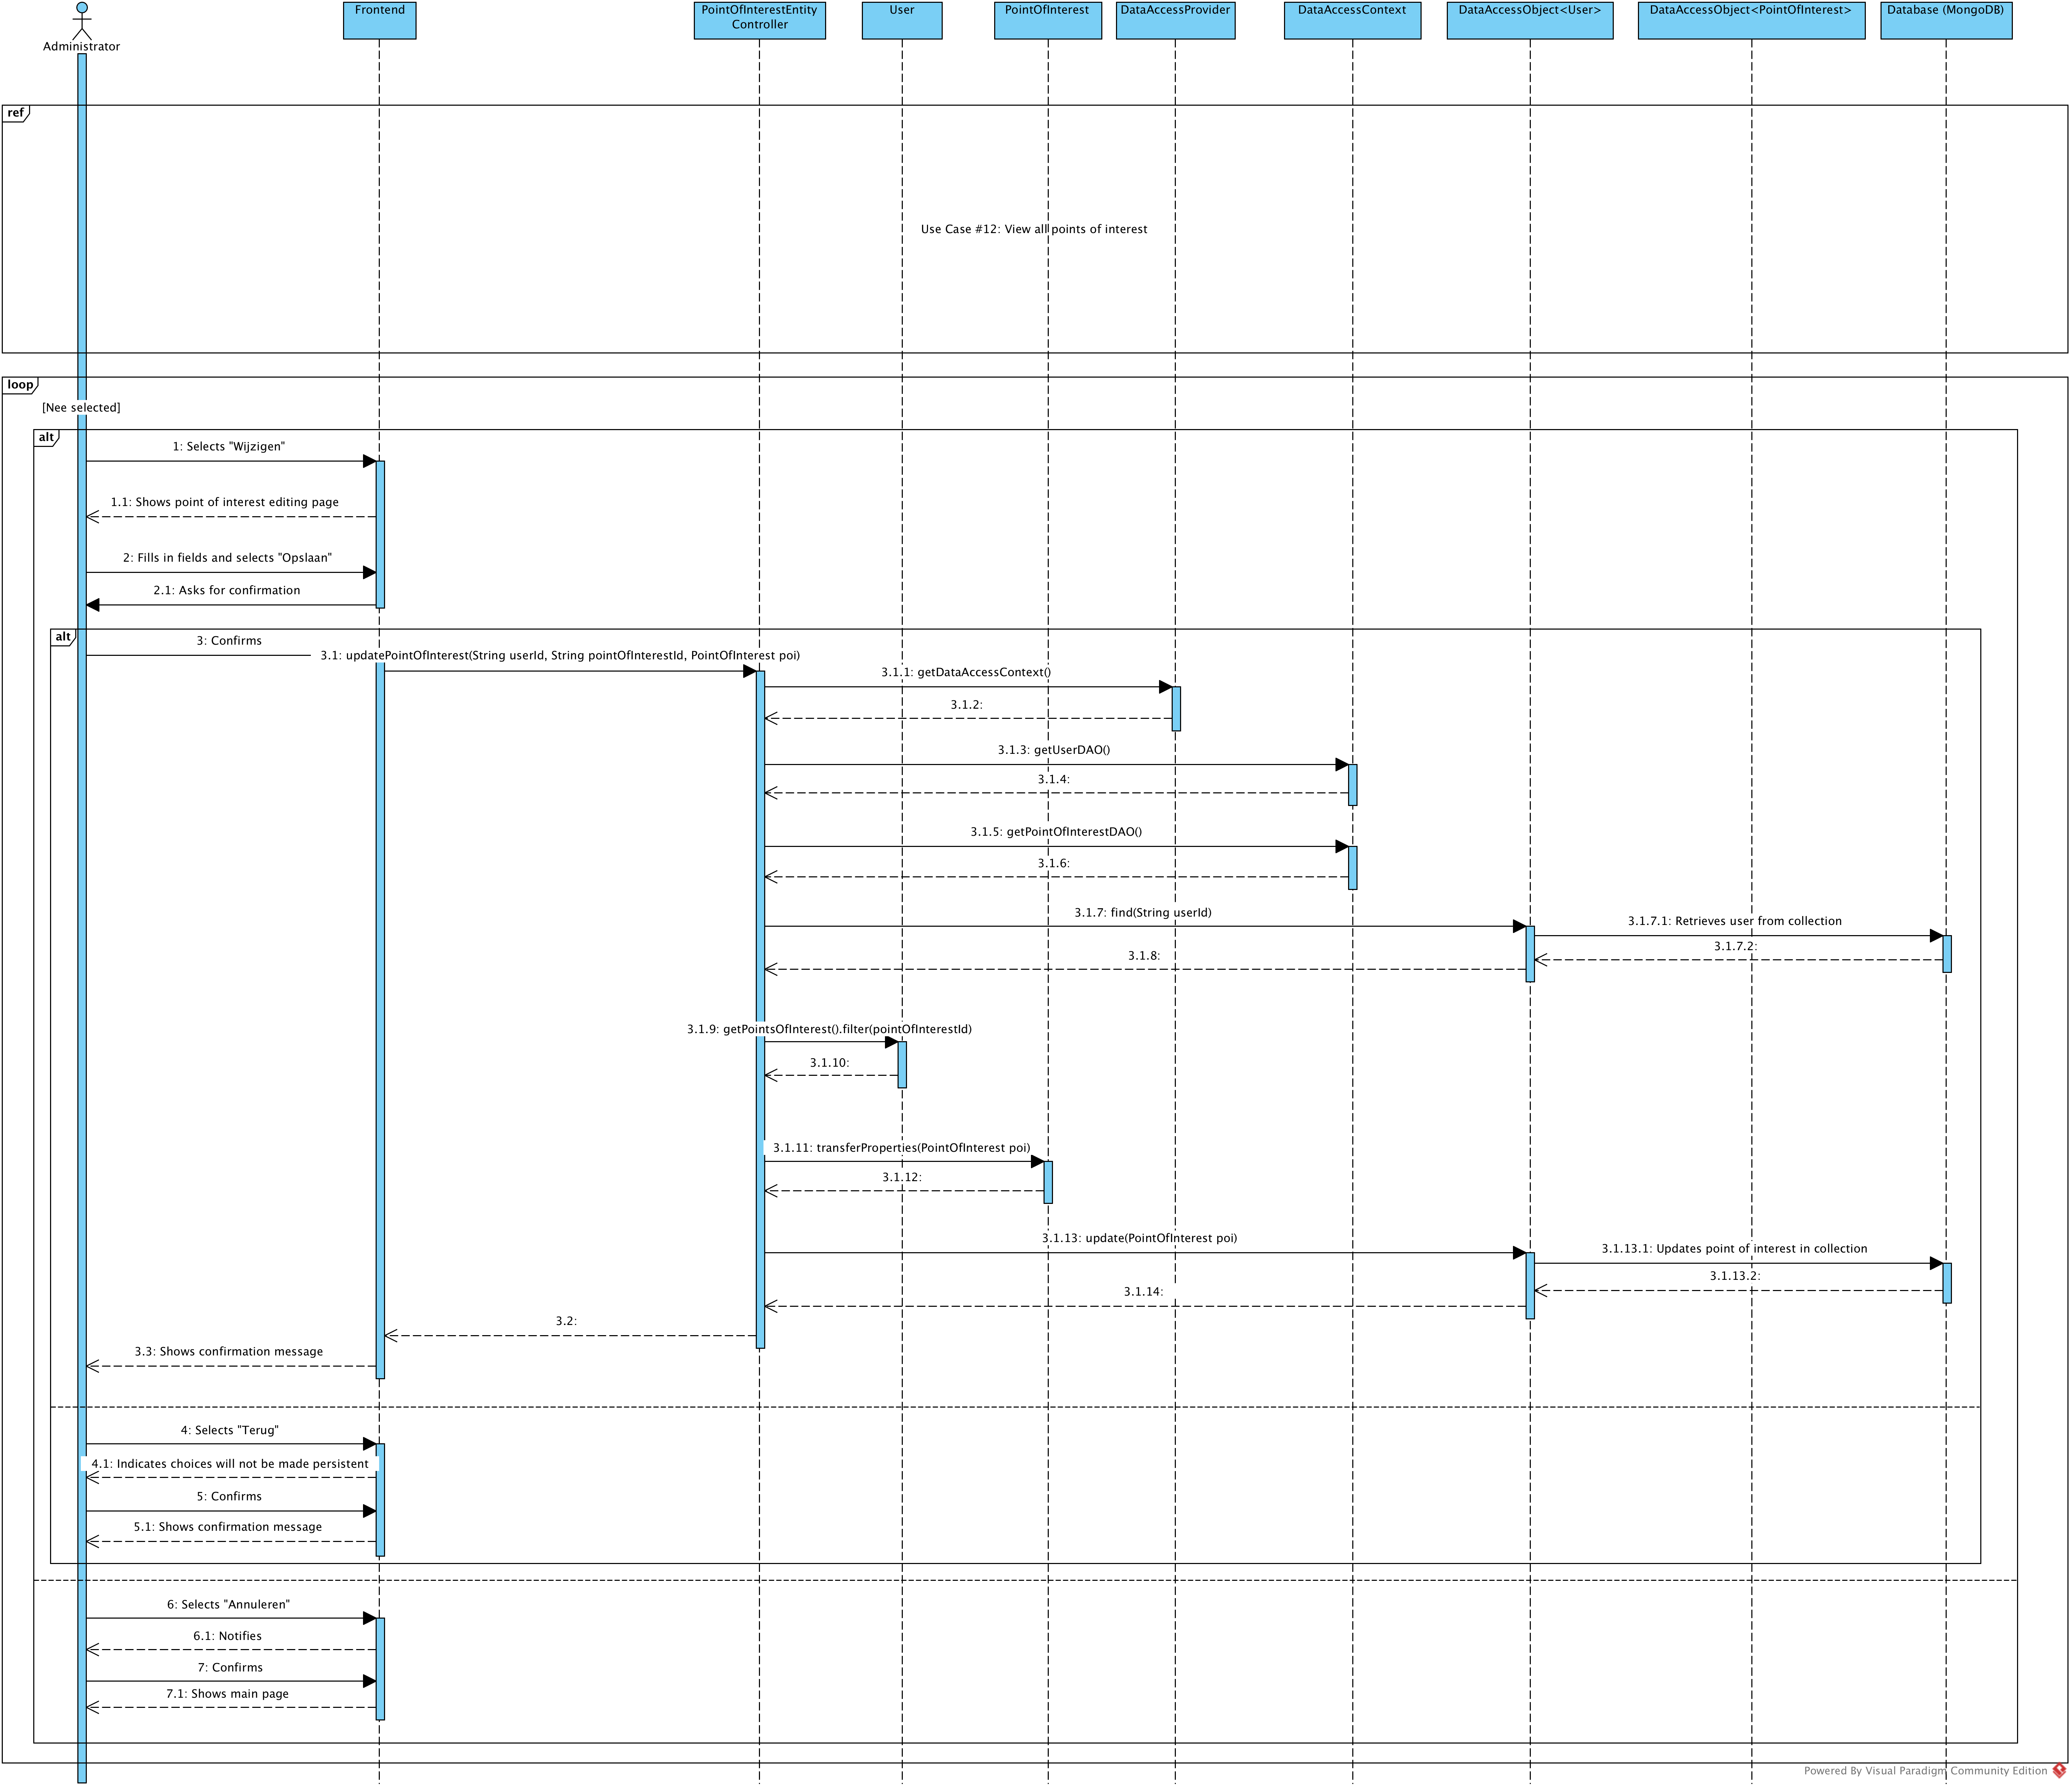 Administrator
Frontend
PointOfInterestEntity
Controller
User
PointOfInterest
DataAccessProvider
DataAccessContext
DataAccessObject<User>
DataAccessObject<PointOfInterest>
Database (MongoDB)
ref
Use Case #12: View all points of interest
loop
[Nee selected]
alt
1: Selects "Wijzigen"
1.1: Shows point of interest editing page
2: Fills in fields and selects "Opslaan"
2.1: Asks for confirmation
alt
3: Confirms
3.1: updatePointOfInterest(String userId, String pointOfInterestId, PointOfInterest poi)
3.1.1: getDataAccessContext()
3.1.2:
3.1.3: getUserDAO()
3.1.4:
3.1.5: getPointOfInterestDAO()
3.1.6:
3.1.7: find(String userId)
3.1.7.1: Retrieves user from collection
3.1.7.2:
3.1.8:
3.1.9: getPointsOfInterest().filter(pointOfInterestId)
3.1.10:
3.1.11: transferProperties(PointOfInterest poi)
3.1.12:
3.1.13: update(PointOfInterest poi)
3.1.13.1: Updates point of interest in collection
3.1.13.2:
3.1.14:
3.2:
3.3: Shows confirmation message
4: Selects "Terug"
4.1: Indicates choices will not be made persistent
5: Confirms
5.1: Shows confirmation message
6: Selects "Annuleren"
6.1: Notifies
7: Confirms
7.1: Shows main page
Powered By Visual Paradigm Community Edition